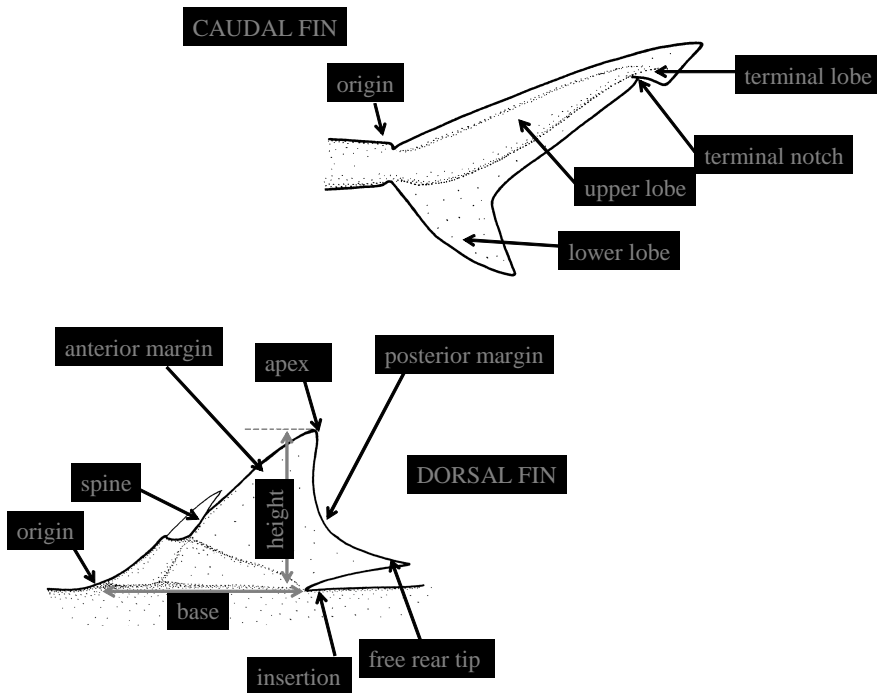 CAUDAL FIN
origin
terminal lobe
terminal notch
upper lobe
lower lobe
anterior margin
apex
posterior margin
DORSAL FIN
spine
height
origin
base
insertion
free rear tip